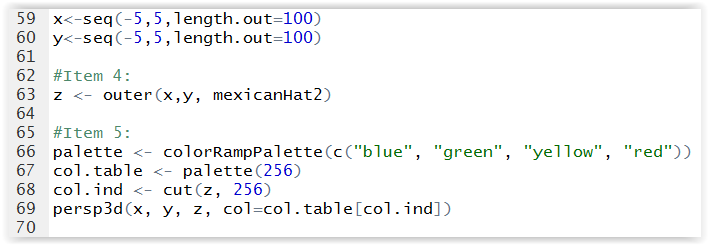 59 x<-seq(-5,5,length.out=100)
60 y<-seq(-5,5,length.out=100)
61
62 #Item 4:
63 z <- outer(x,y, mexicanHat2)
64
65 #Item 5:
66 palette <- colorRampPalette(c("blue", "green", "yellow", "red"))
67 col.table <- palette(256)
68 col.ind <- cut(z, 256)
69 persp3d(x, y, z, col=col.table[col.ind])
70